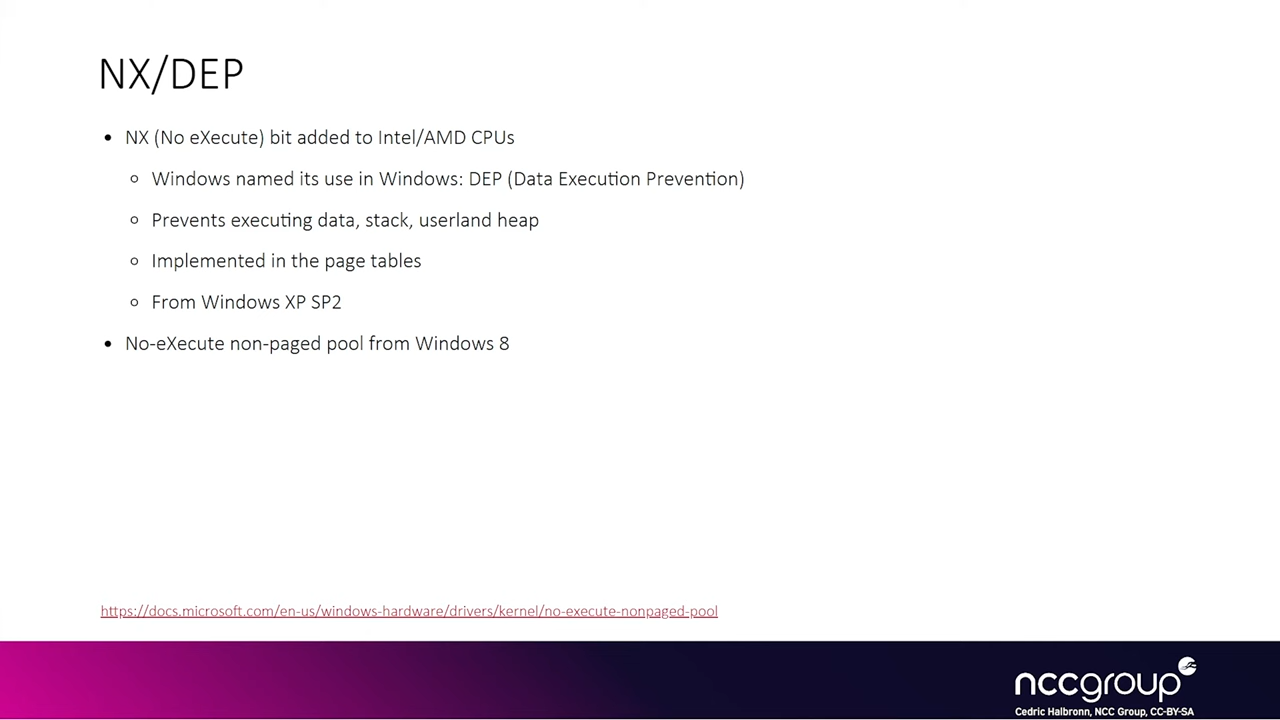 NX/DEP
• NX (No eXecute) bit added to Intel/AMD CPUs
○ Windows named its use in Windows: DEP (Data Execution Prevention)
○ Prevents executing data, stack, userland heap
○ Implemented in the page tables
○ From Windows XP SP2
• No-eXecute non-paged pool from Windows 8
https://docs.microsoft.com/en-us/windows-hardware/drivers/kernel/no-execute-nonpaged-pool
nccgroup
Cedric Halbronn, NCC Group, CC-BY-SA